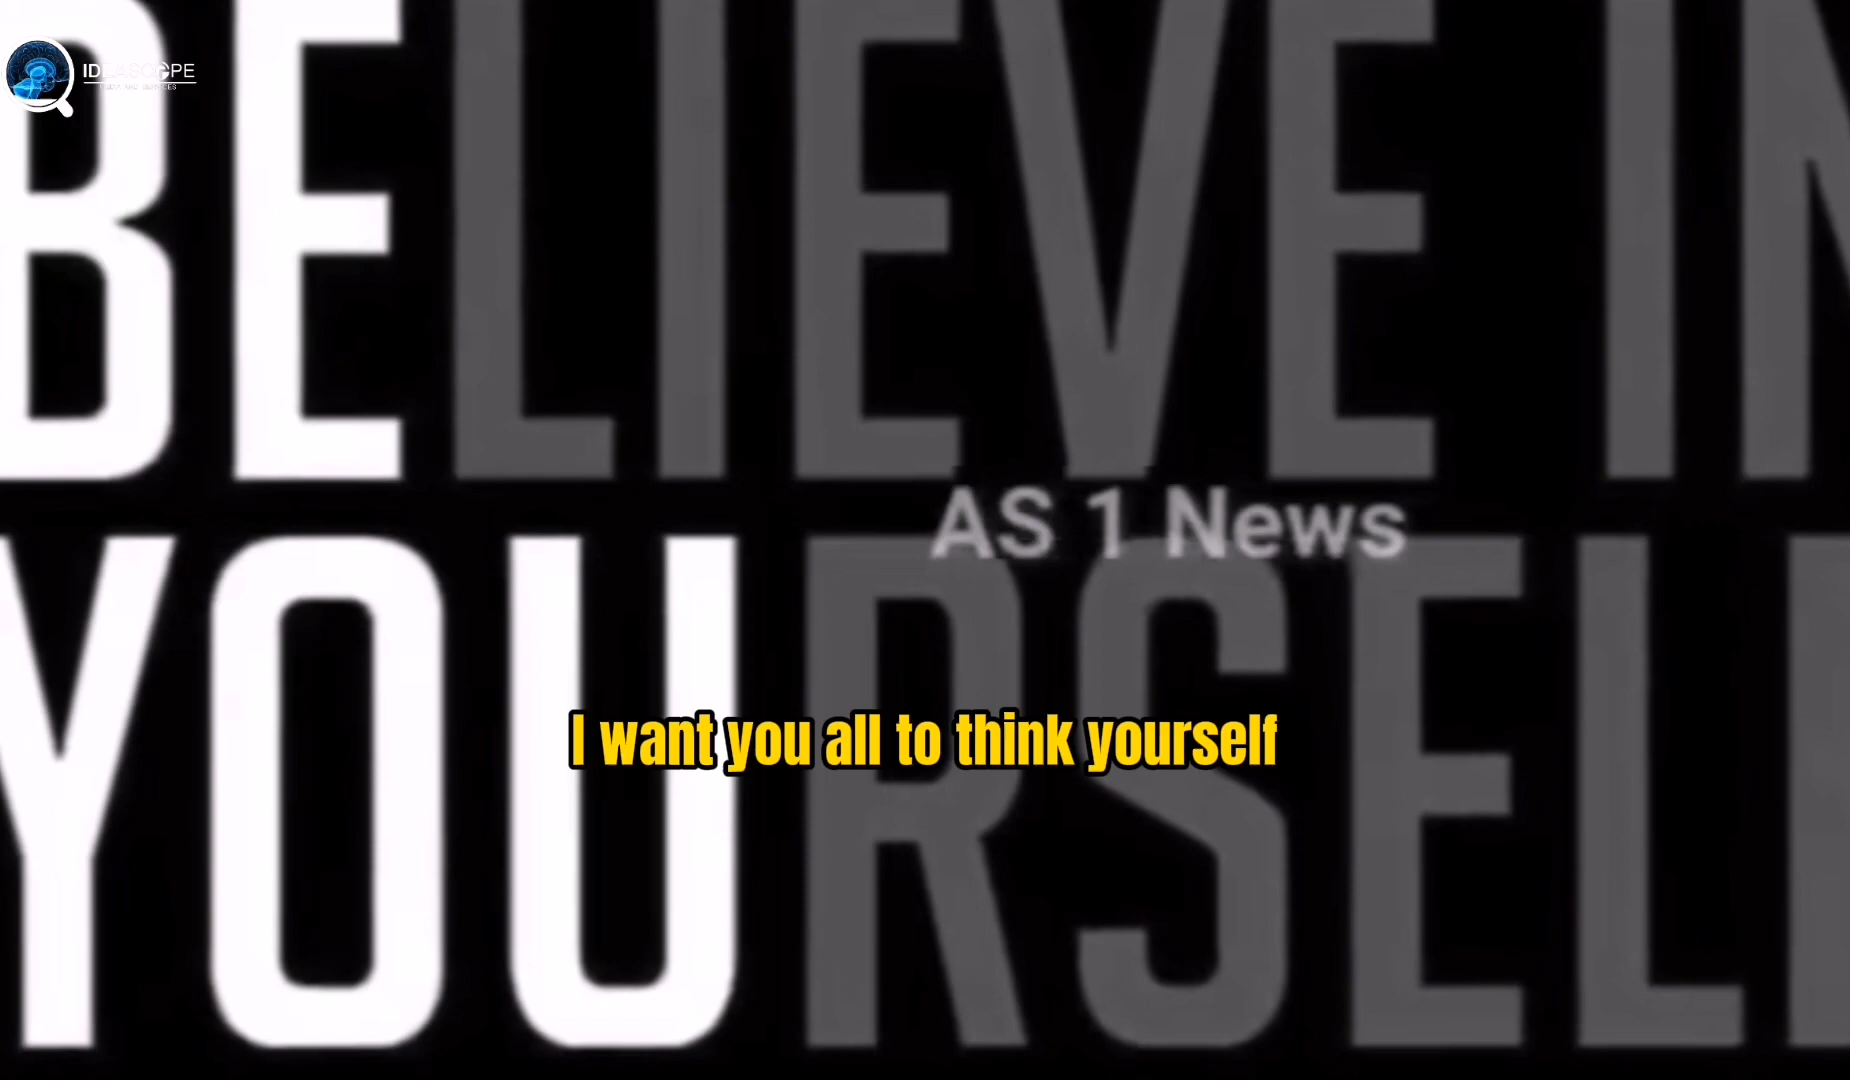 IDEASCOPE
BELIEVE IN
AS 1 News
YOURSELF
I want you all to think yourself